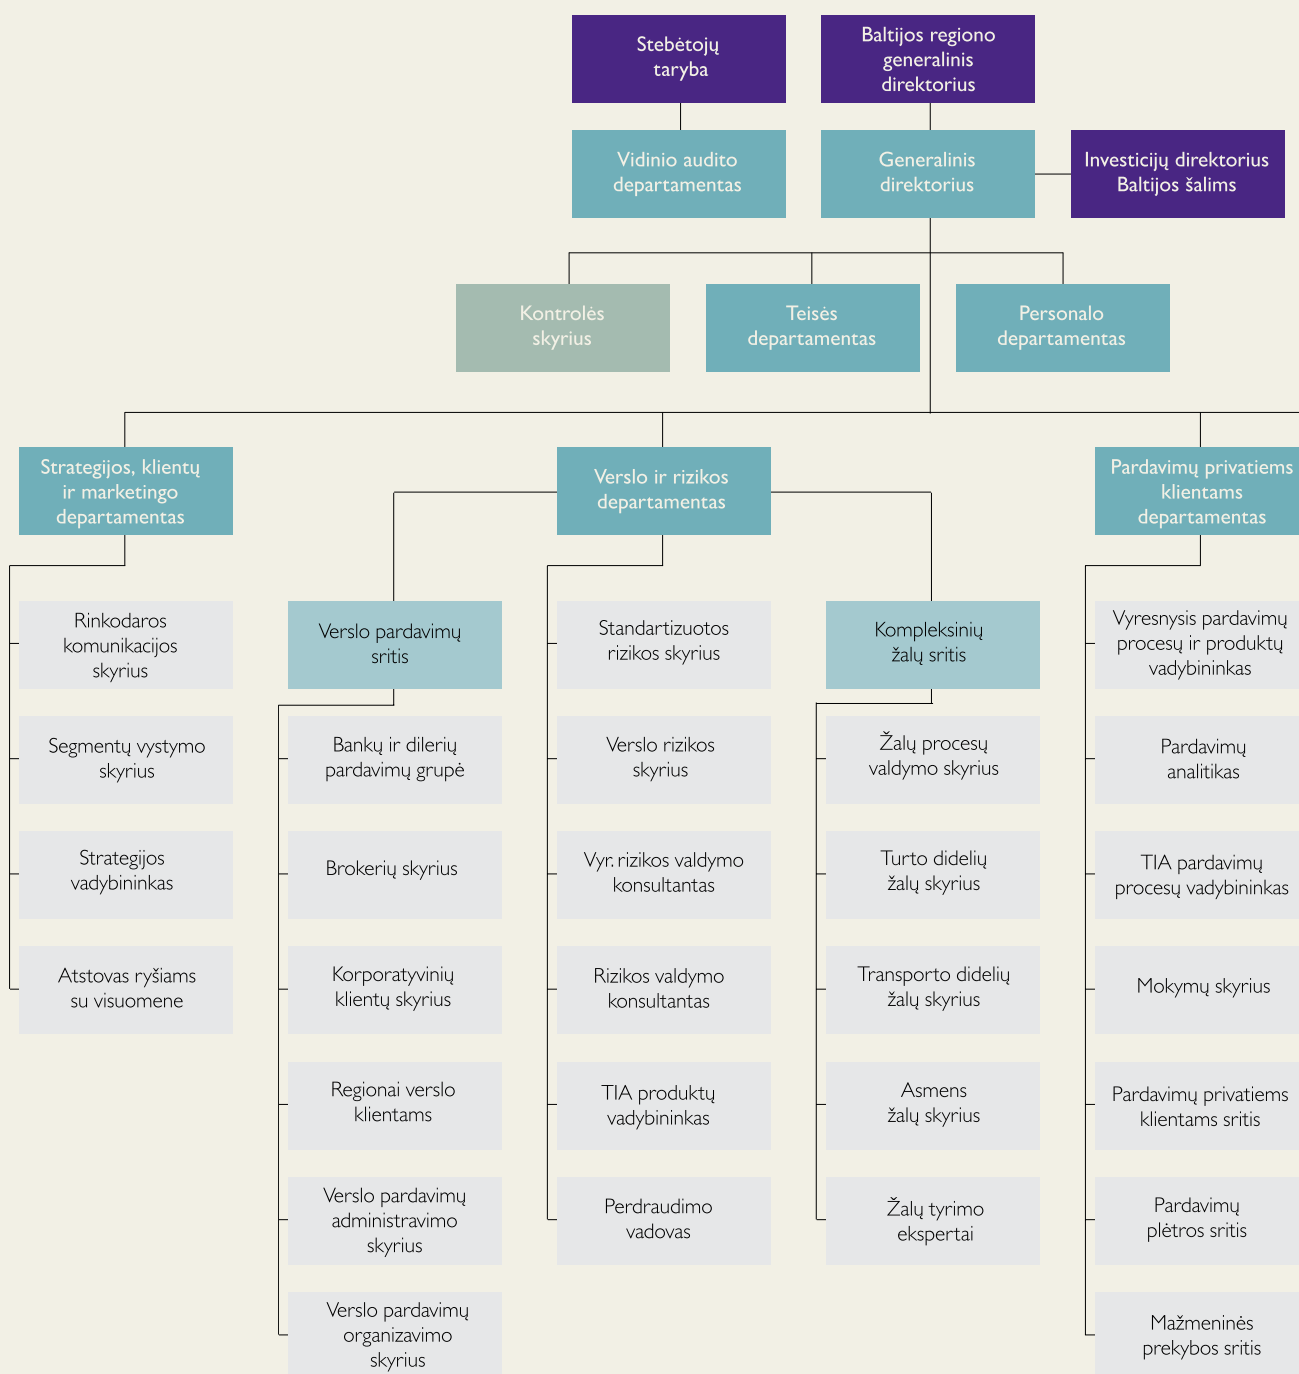 Stebėtojų
taryba
Baltijos regiono
generalinis
direktorius
Vidinio audito
departamentas
Generalinis
direktorius
Investicijų direktorius
Baltijos šalims
Kontrolės
skyrius
Teisės
departamentas
Personalo
departamentas
Strategijos, klientų
ir marketingo
departamentas
Verslo ir rizikos
departamentas
Pardavimų privatiems
klientams
departamentas
Rinkodaros
komunikacijos
skyrius
Segmentų vystymo
skyrius
Strategijos
vadybininkas
Atstovas ryšiams
su visuomene
Verslo pardavimų
sritis
Bankų ir dilerių
pardavimų grupė
Brokerių skyrius
Korporatyvinių
klientų skyrius
Regionai verslo
klientams
Verslo pardavimų
administravimo
skyrius
Verslo pardavimų
organizavimo
skyrius
Standartizuotos
rizikos skyrius
Verslo rizikos
skyrius
Vyr. rizikos valdymo
konsultantas
Rizikos valdymo
konsultantas
TIA produktų
vadybininkas
Perdraudimo
vadovas
Kompleksinių
žalų sritis
Žalų procesų
valdymo skyrius
Turto didelių
žalų skyrius
Transporto didelių
žalų skyrius
Asmens
žalų skyrius
Žalų tyrimo
ekspertai
Vyresnysis pardavimų
procesų ir produktų
vadybininkas
Pardavimų
analitikas
TIA pardavimų
procesų vadybininkas
Mokymų skyrius
Pardavimų privatiems
klientams sritis
Pardavimų
plėtros sritis
Mažmeninės
prekybos sritis